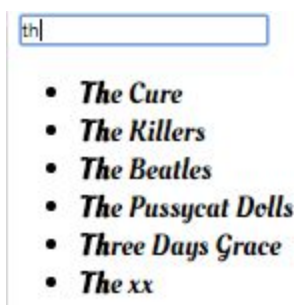 th
The Cure
The Killers
The Beatles
The Pussycat Dolls
Three Days Grace
The xx